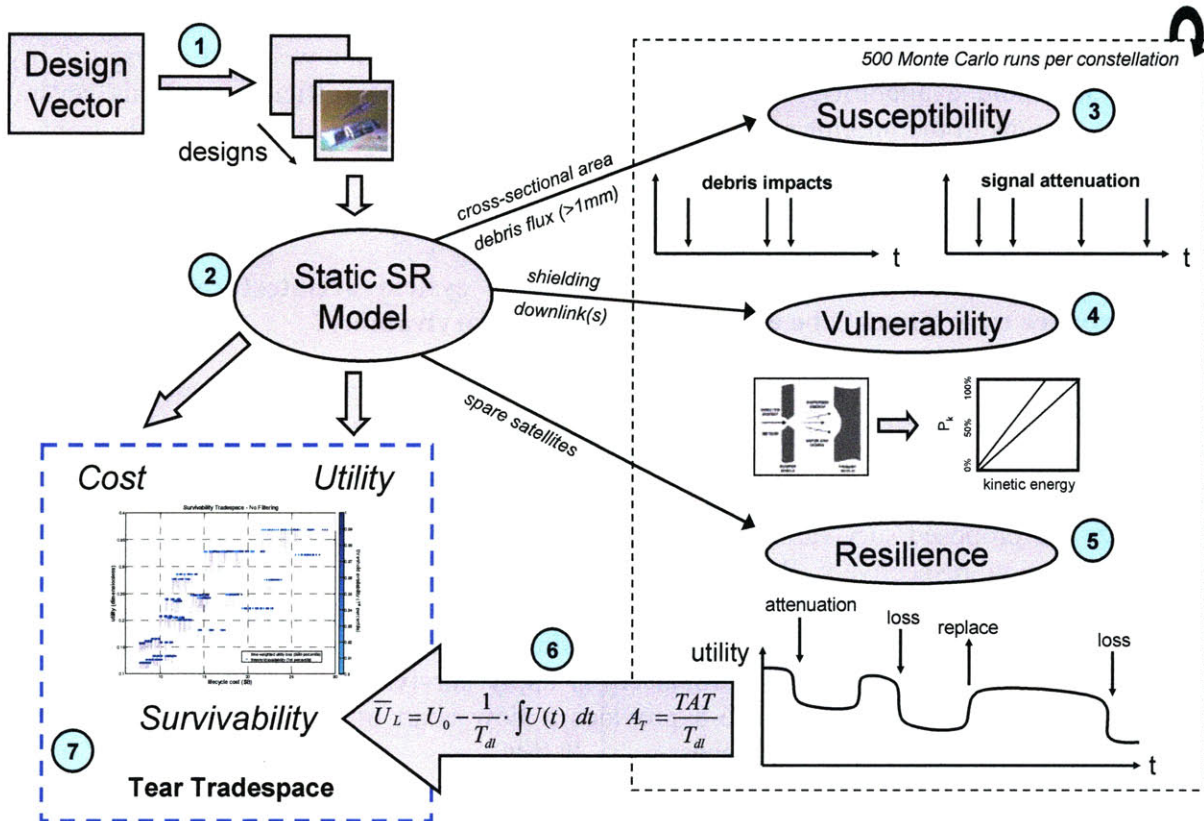 1
Design
Vector
designs
2
Static SR
Model
cross-sectional area
debris flux (>1mm)
shielding
downlink(s)
spare satellites
500 Monte Carlo runs per constellation
Susceptibility
3
debris impacts
t
signal attenuation
t
Vulnerability
4
P_k
100%
50%
0%
kinetic energy
Resilience
5
attenuation
loss
replace
loss
utility
t
6
U̅_L = U_0 − 1/T_dl · ∫U(t) dt A_T = TAT/T_dl
Cost
Utility
Survivability Tradespace - No Filtering
lifecycle cost ($B)
Survivability
7
Tear Tradespace